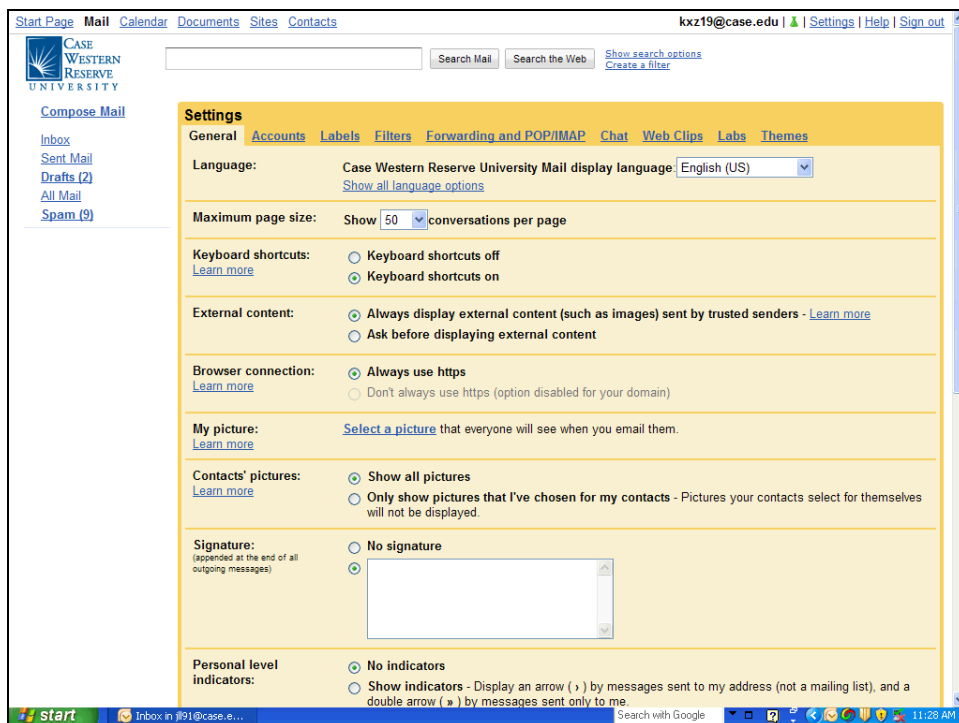 Start Page Mail Calendar Documents Sites Contacts
kxz19@case.edu | | Settings | Help | Sign out
CASE
WESTERN
RESERVE
UNIVERSITY
Search Mail
Search the Web
Show search options
Create a filter
Compose Mail
Inbox
Sent Mail
Drafts (2)
All Mail
Spam (9)
Settings
General Accounts Labels Filters Forwarding and POP/IMAP Chat Web Clips Labs Themes
Language:
Case Western Reserve University Mail display language: English (US)
Show all language options
Maximum page size:
Show 50 conversations per page
Keyboard shortcuts:
Learn more
Keyboard shortcuts off
Keyboard shortcuts on
External content:
Always display external content (such as images) sent by trusted senders - Learn more
Ask before displaying external content
Browser connection:
Learn more
Always use https
Don't always use https (option disabled for your domain)
My picture:
Learn more
Select a picture that everyone will see when you email them.
Contacts' pictures:
Learn more
Show all pictures
Only show pictures that I've chosen for my contacts - Pictures your contacts select for themselves
will not be displayed.
Signature:
(appended at the end of all
outgoing messages)
No signature
Personal level
indicators:
No indicators
Show indicators - Display an arrow ( › ) by messages sent to my address (not a mailing list), and a
double arrow ( » ) by messages sent only to me.
start
Inbox in jll91@case.e...
Search with Google
11:28 AM